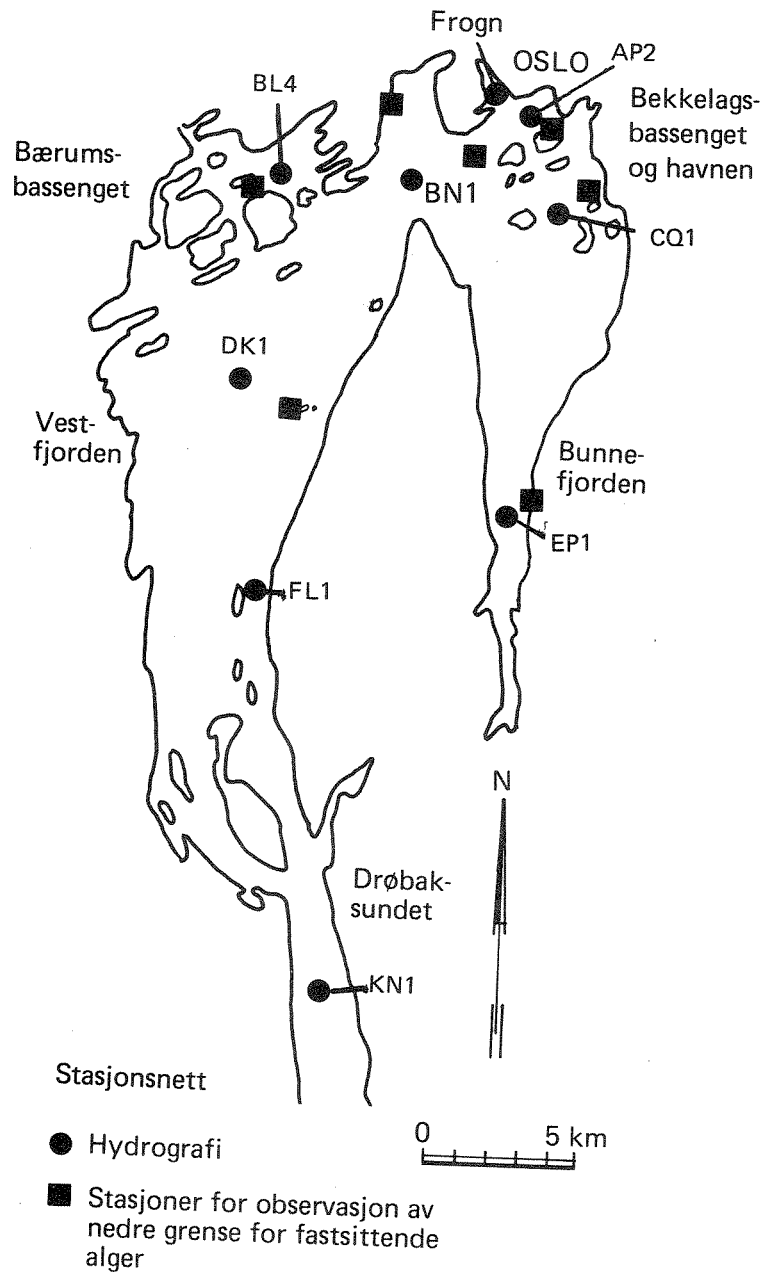 Frogn
OSLO
AP2
BL4
Bekkelags-
bassenget
og havnen
Bærums-
bassenget
BN1
CQ1
DK1
Vest-
fjorden
Bunne-
fjorden
EP1
FL1
N
Drøbak-
sundet
KN1
Stasjonsnett
0 5 km
Hydrografi
Stasjoner for observasjon av
nedre grense for fastsittende
alger